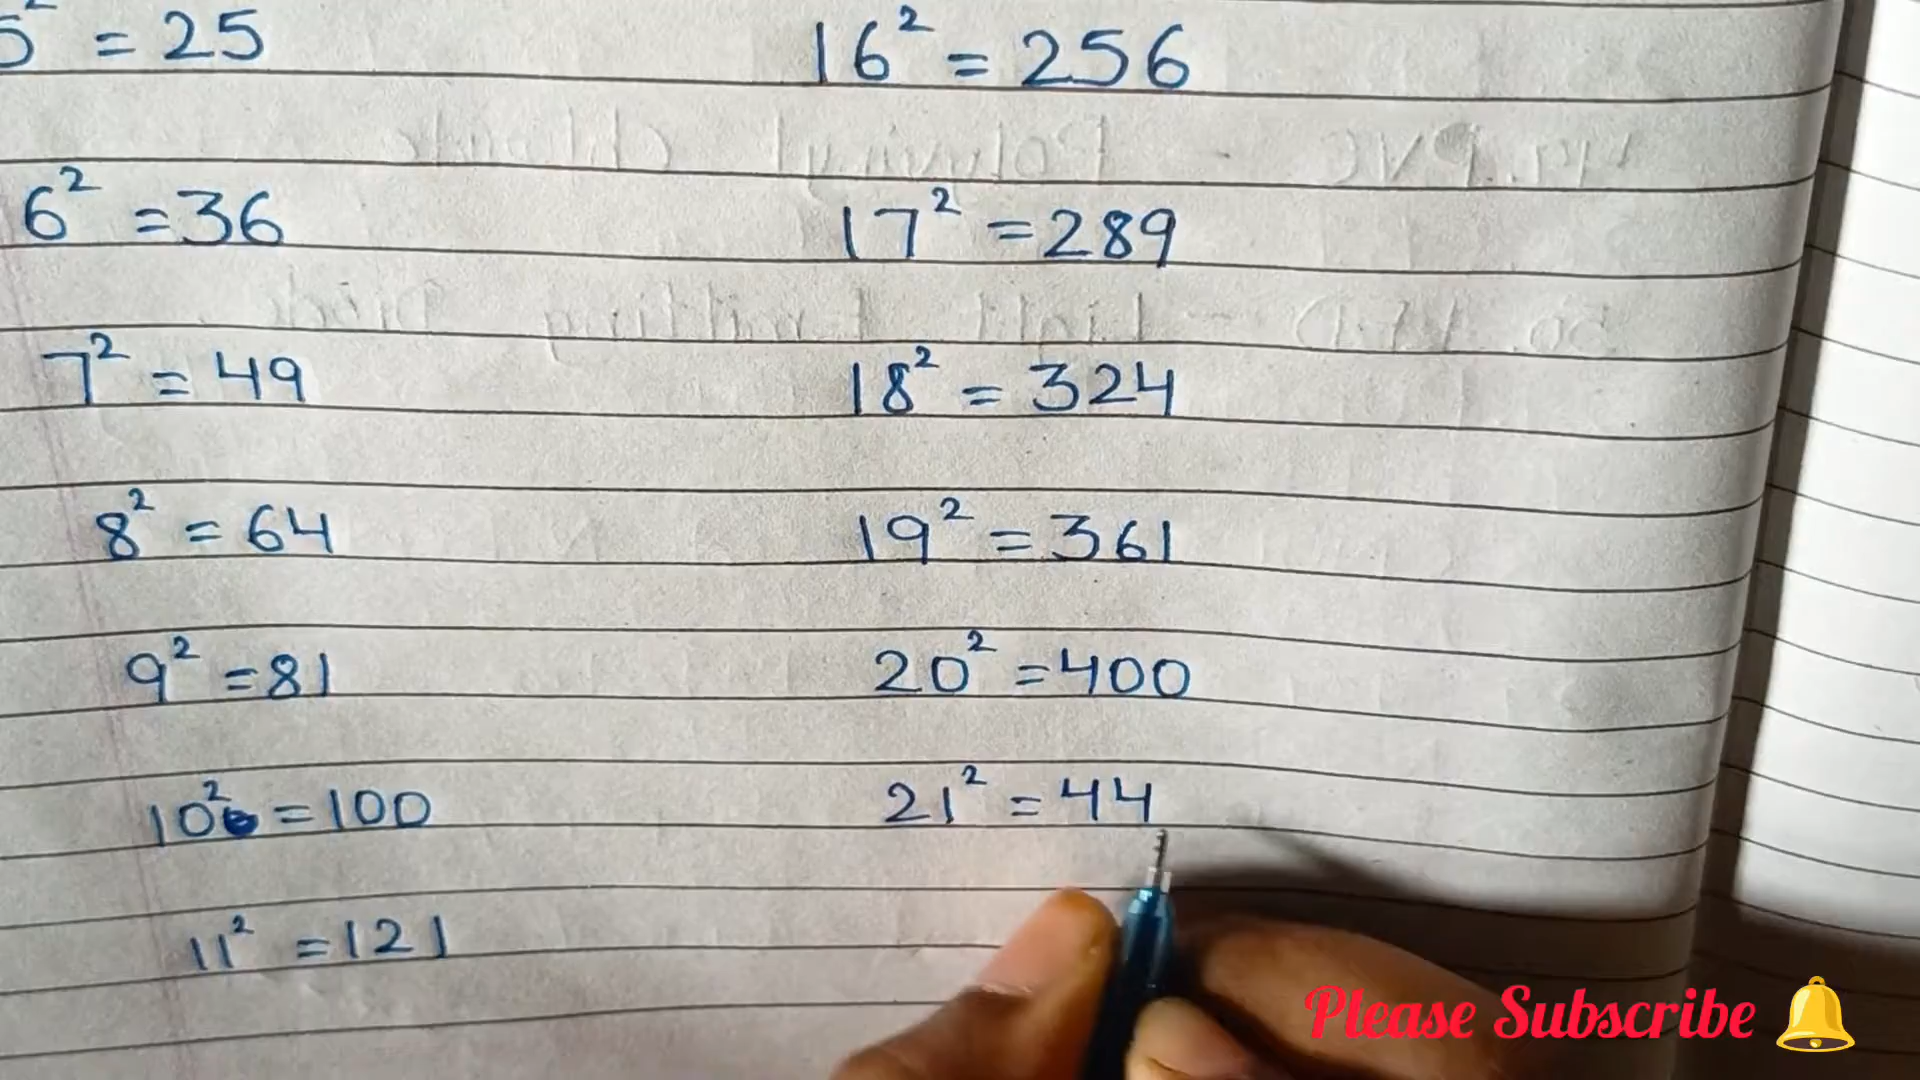 5² = 25
6² = 36
7² = 49
8² = 64
9² = 81
10² = 100
11² = 121
16² = 256
17² = 289
18² = 324
19² = 361
20² = 400
21² = 44
Please Subscribe